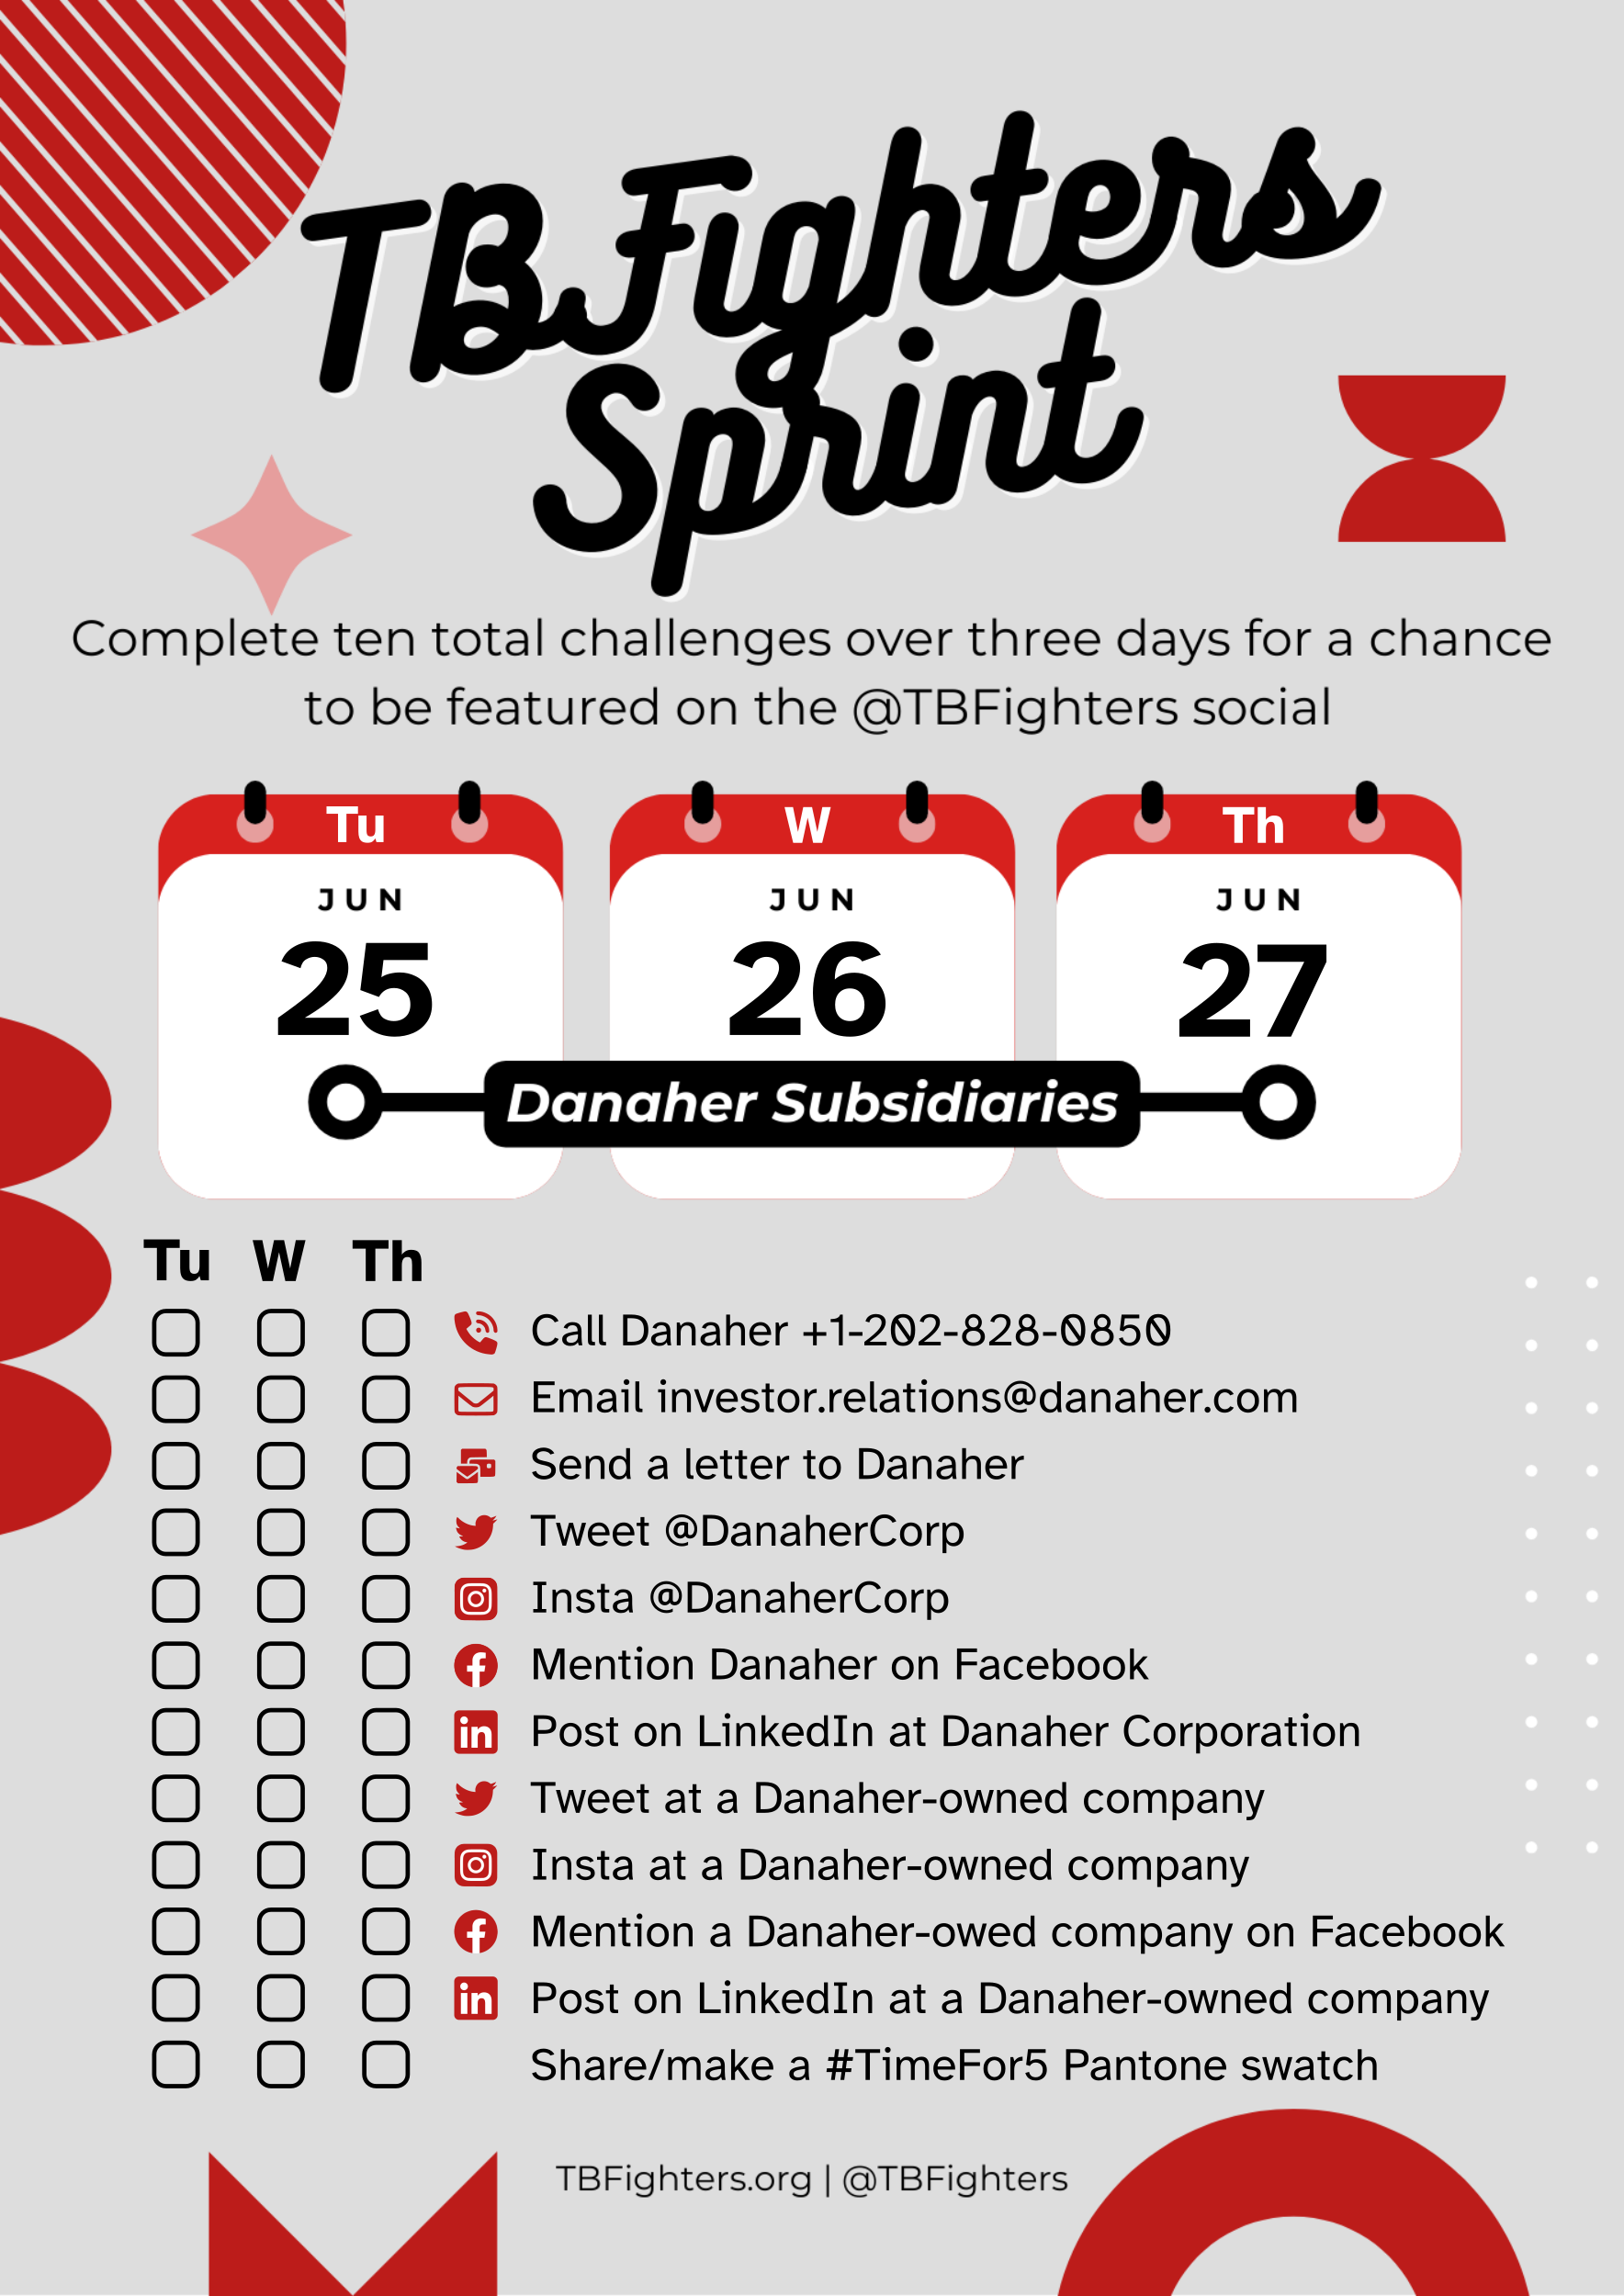 TBFighters
Sprint
Complete ten total challenges over three days for a chance
to be featured on the @TBFighters social
Tu W Th
JUN JUN JUN
25 26 27
Danaher Subsidiaries
Tu W Th
Call Danaher +1-202-828-0850
Email investor.relations@danaher.com
Send a letter to Danaher
Tweet @DanaherCorp
Insta @DanaherCorp
Mention Danaher on Facebook
in Post on LinkedIn at Danaher Corporation
Tweet at a Danaher-owned company
Insta at a Danaher-owned company
Mention a Danaher-owed company on Facebook
in Post on LinkedIn at a Danaher-owned company
Share/make a #TimeFor5 Pantone swatch
TBFighters.org | @TBFighters